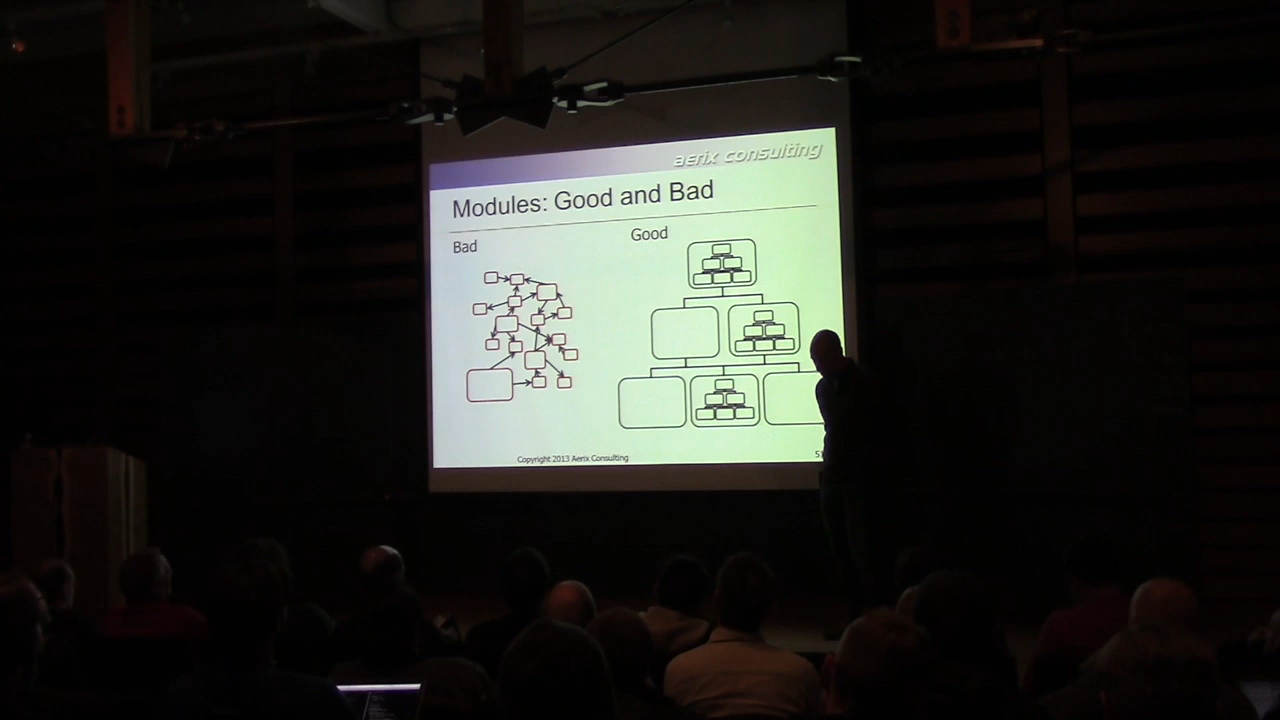 aerix consulting
Modules: Good and Bad
Bad
Good
Copyright 2013 Aerix Consulting